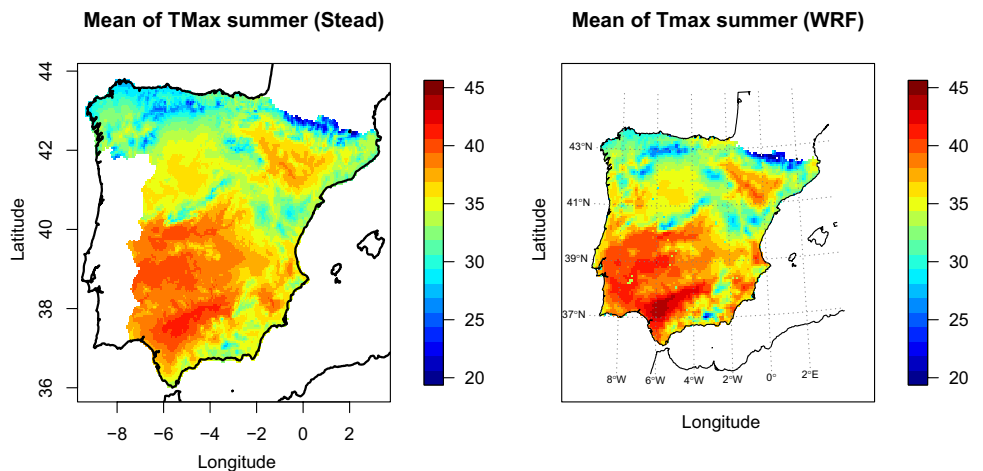 Mean of TMax summer (Stead)
44
42
40
38
36
Latitude
−8
−6
−4
−2
0
2
Longitude
45
40
35
30
25
20
Mean of Tmax summer (WRF)
43°N
41°N
39°N
37°N
Latitude
8°W
6°W
4°W
2°W
0°
2°E
Longitude
45
40
35
30
25
20